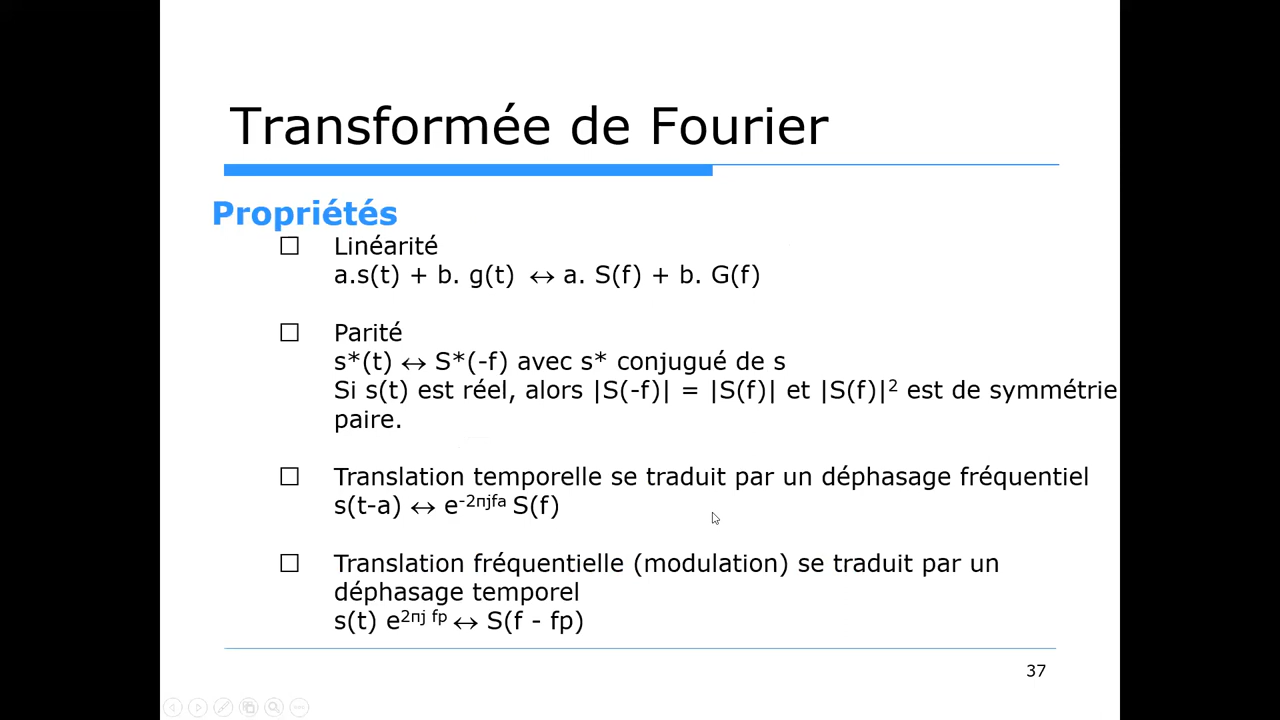 Transformée de Fourier
Propriétés
☐ Linéarité
a.s(t) + b. g(t) ↔ a. S(f) + b. G(f)
☐ Parité
s*(t) ↔ S*(-f) avec s* conjugué de s
Si s(t) est réel, alors |S(-f)| = |S(f)| et |S(f)|² est de symmétrie
paire.
☐ Translation temporelle se traduit par un déphasage fréquentiel
s(t-a) ↔ e^-2πjfa S(f)
☐ Translation fréquentielle (modulation) se traduit par un
déphasage temporel
s(t) e^2πj fp ↔ S(f - fp)
37